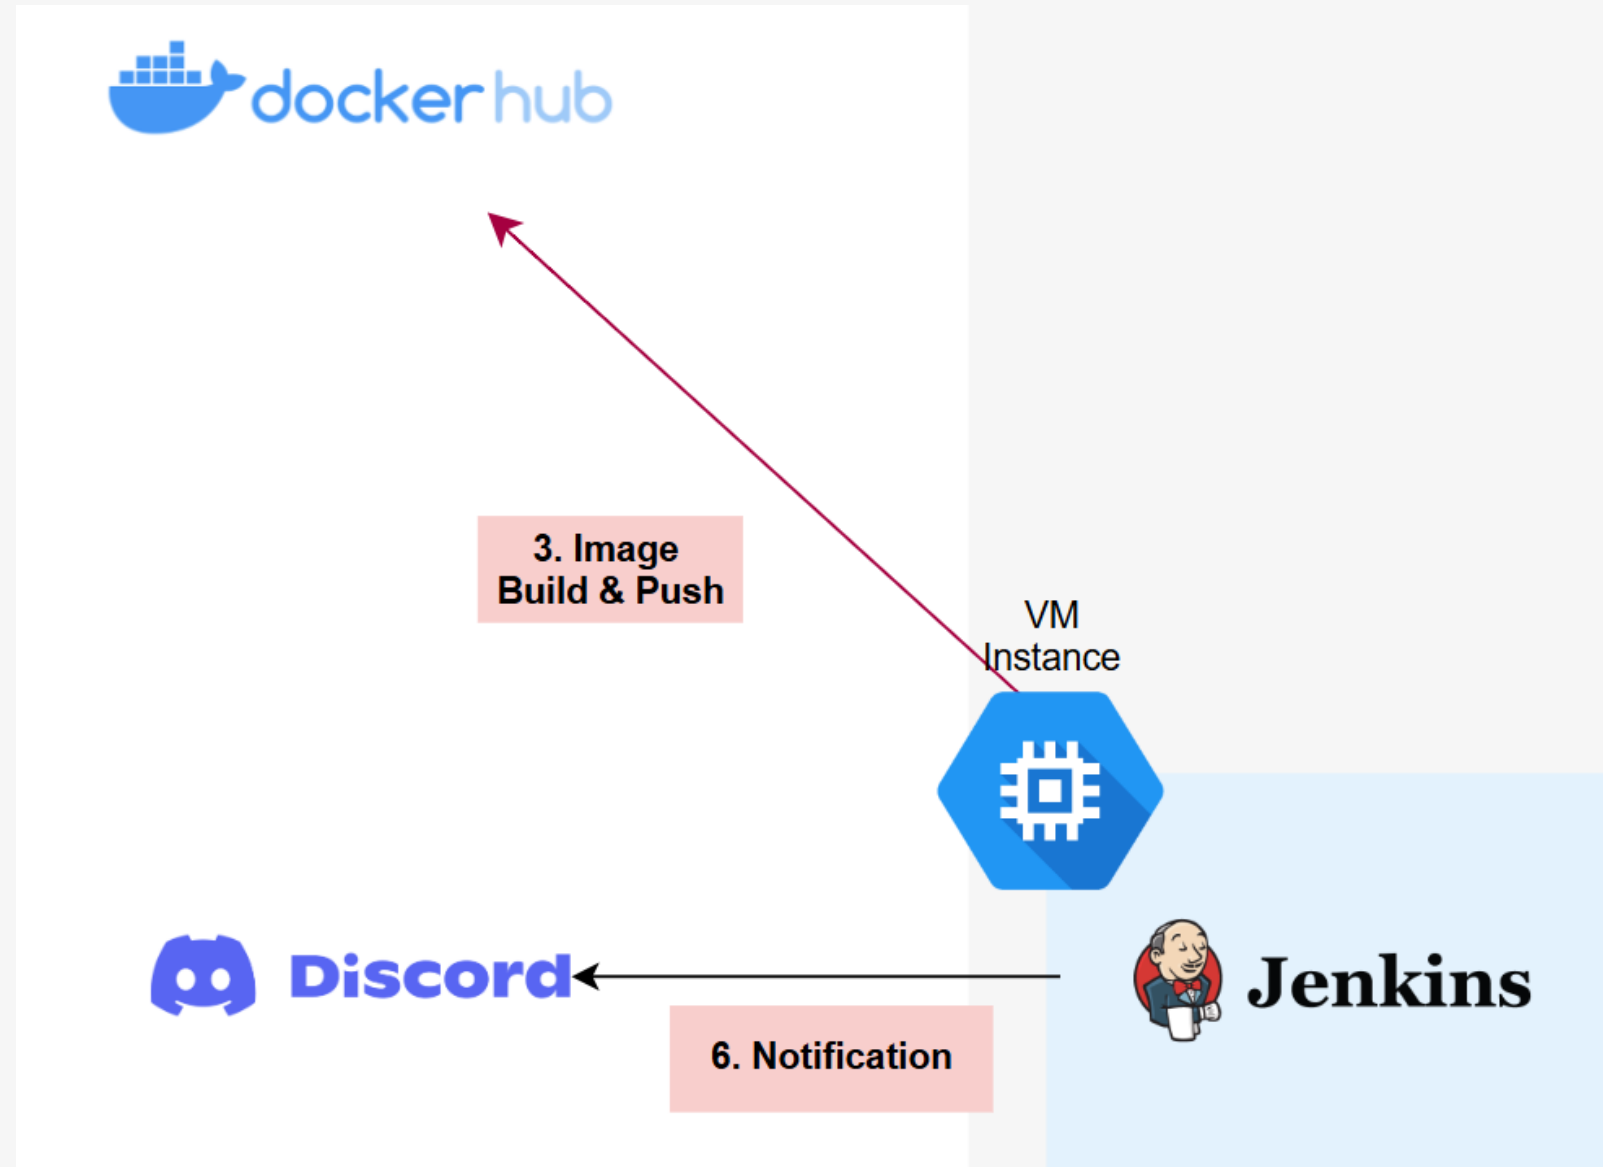 docker hub
3. Image
Build & Push
VM
Instance
Discord
Jenkins
6. Notification